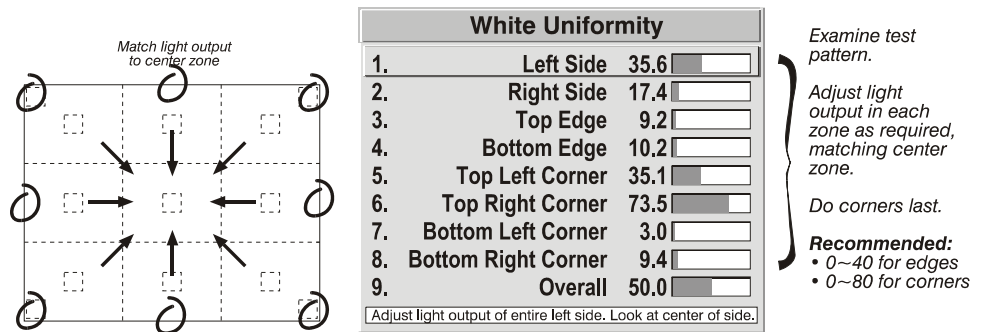 Match light output
to center zone
White Uniformity
1. Left Side 35.6
2. Right Side 17.4
3. Top Edge 9.2
4. Bottom Edge 10.2
5. Top Left Corner 35.1
6. Top Right Corner 73.5
7. Bottom Left Corner 3.0
8. Bottom Right Corner 9.4
9. Overall 50.0
Adjust light output of entire left side. Look at center of side.
Examine test
pattern.
Adjust light
output in each
zone as required,
matching center
zone.
Do corners last.
Recommended:
• 0~40 for edges
• 0~80 for corners